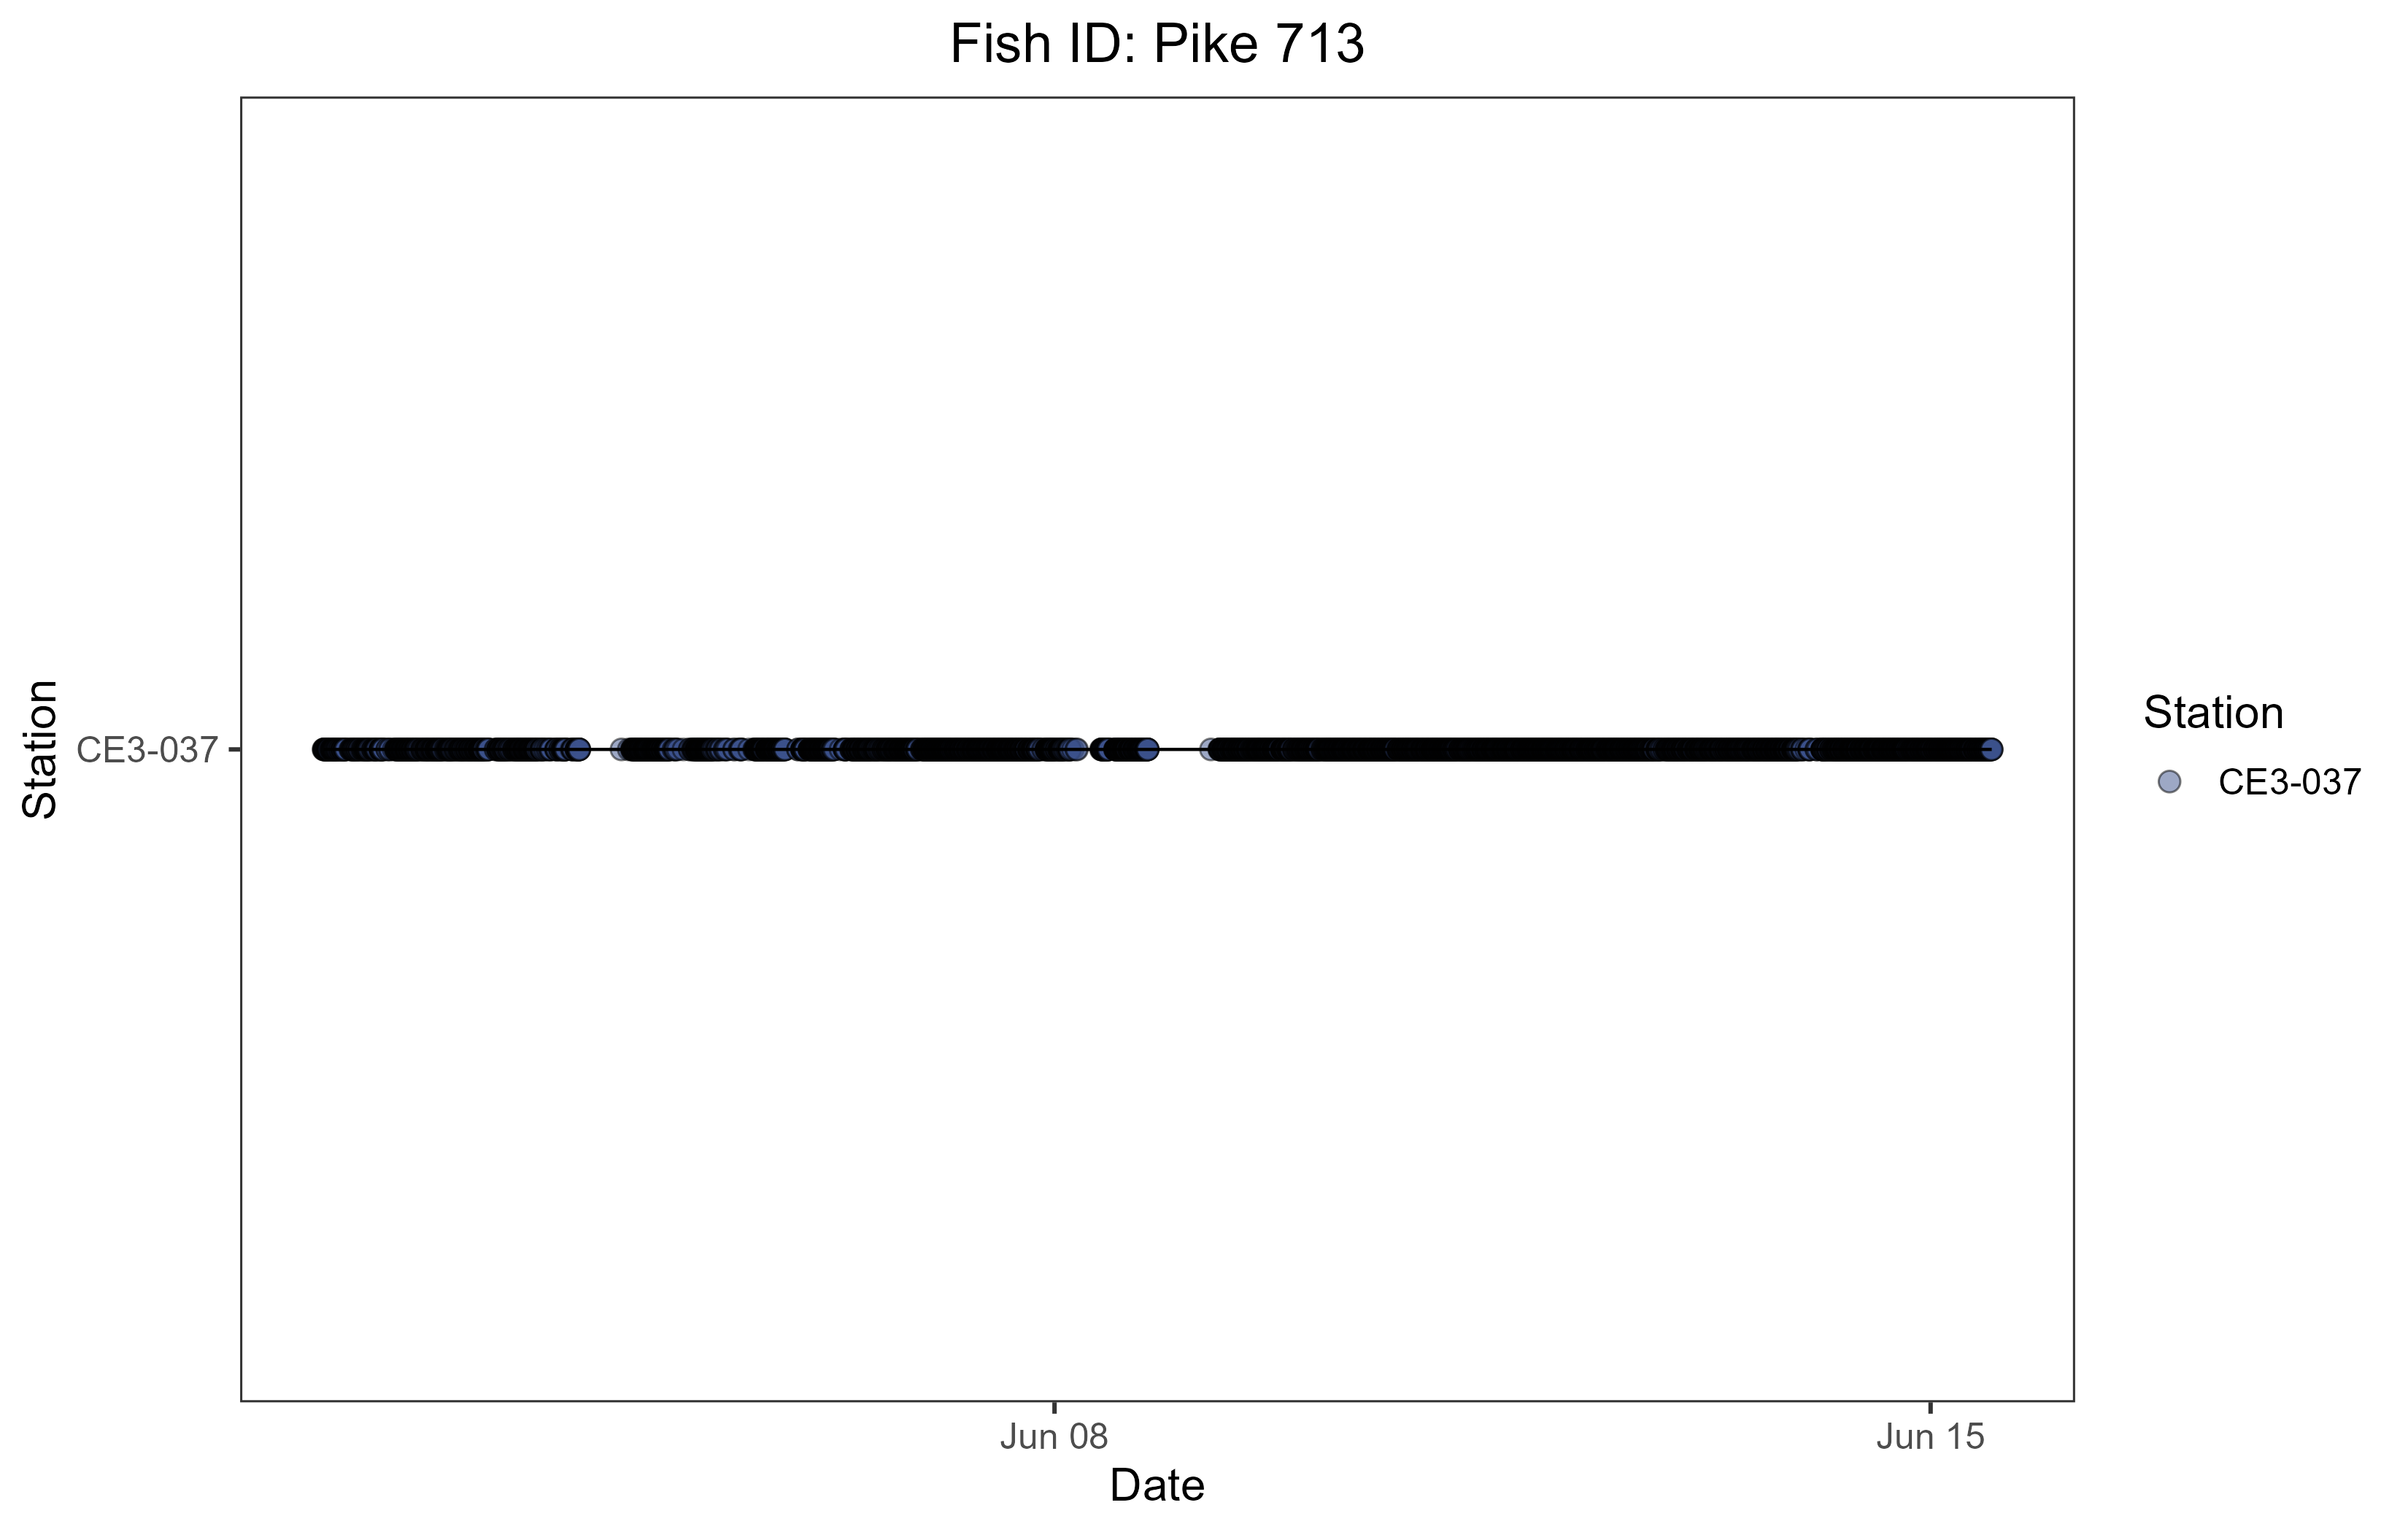 Fish ID: Pike 713
Station
CE3-037
Station
CE3-037
Jun 08
Jun 15
Date